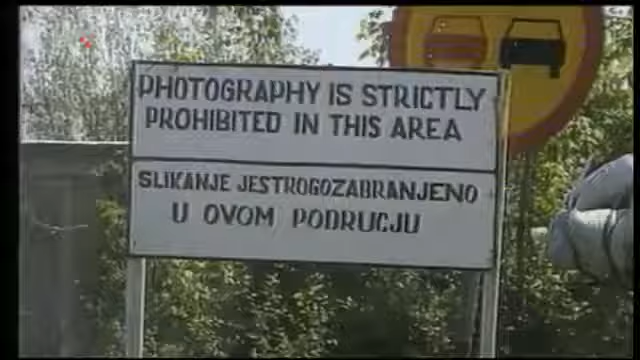 PHOTOGRAPHY IS STRICTLY
PROHIBITED IN THIS AREA
SLIKANJE JESTROGOZABRANJENO
U OVOM PODRUCJU